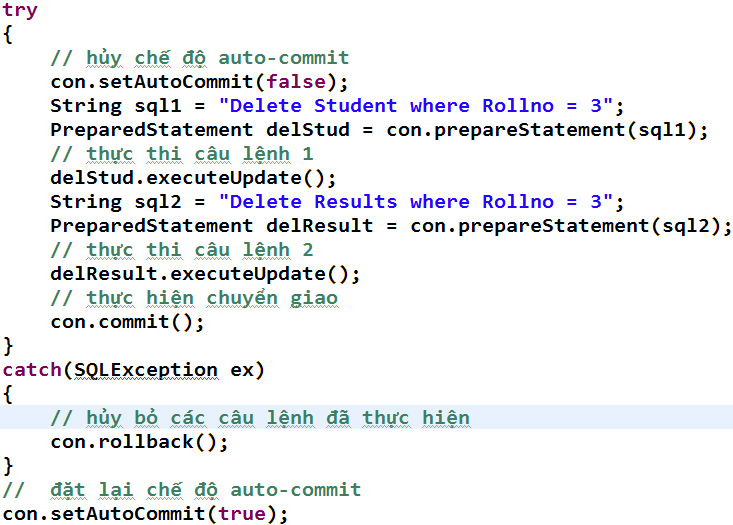 try
{
    // hủy chế độ auto-commit
    con.setAutoCommit(false);
    String sql1 = "Delete Student where Rollno = 3";
    PreparedStatement delStud = con.prepareStatement(sql1);
    // thực thi câu lệnh 1
    delStud.executeUpdate();
    String sql2 = "Delete Results where Rollno = 3";
    PreparedStatement delResult = con.prepareStatement(sql2);
    // thực thi câu lệnh 2
    delResult.executeUpdate();
    // thực hiện chuyển giao
    con.commit();
}
catch(SQLException ex)
{
    // hủy bỏ các câu lệnh đã thực hiện
    con.rollback();
}
//  đặt lại chế độ auto-commit
con.setAutoCommit(true);